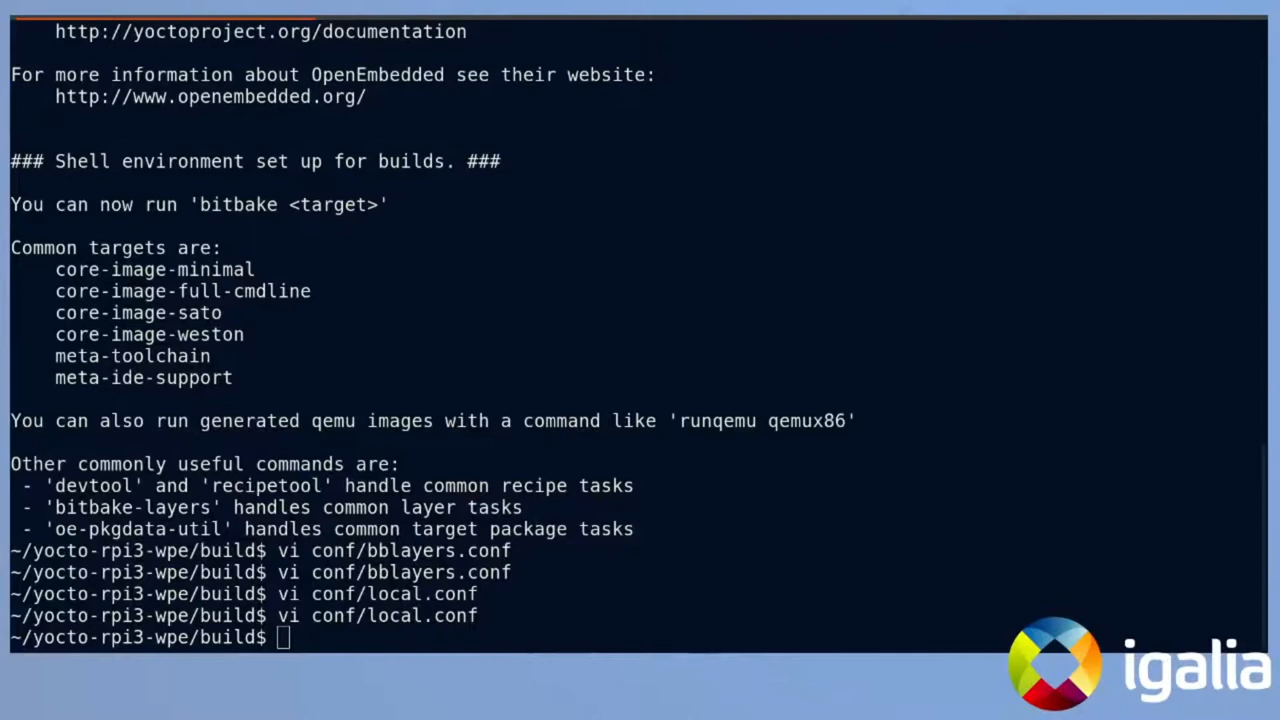 http://yoctoproject.org/documentation
For more information about OpenEmbedded see their website:
http://www.openembedded.org/
### Shell environment set up for builds. ###
You can now run 'bitbake <target>'
Common targets are:
core-image-minimal
core-image-full-cmdline
core-image-sato
core-image-weston
meta-toolchain
meta-ide-support
You can also run generated qemu images with a command like 'runqemu qemux86'
Other commonly useful commands are:
- 'devtool' and 'recipetool' handle common recipe tasks
- 'bitbake-layers' handles common layer tasks
- 'oe-pkgdata-util' handles common target package tasks
~/yocto-rpi3-wpe/build$ vi conf/bblayers.conf
~/yocto-rpi3-wpe/build$ vi conf/bblayers.conf
~/yocto-rpi3-wpe/build$ vi conf/local.conf
~/yocto-rpi3-wpe/build$ vi conf/local.conf
~/yocto-rpi3-wpe/build$
igalia